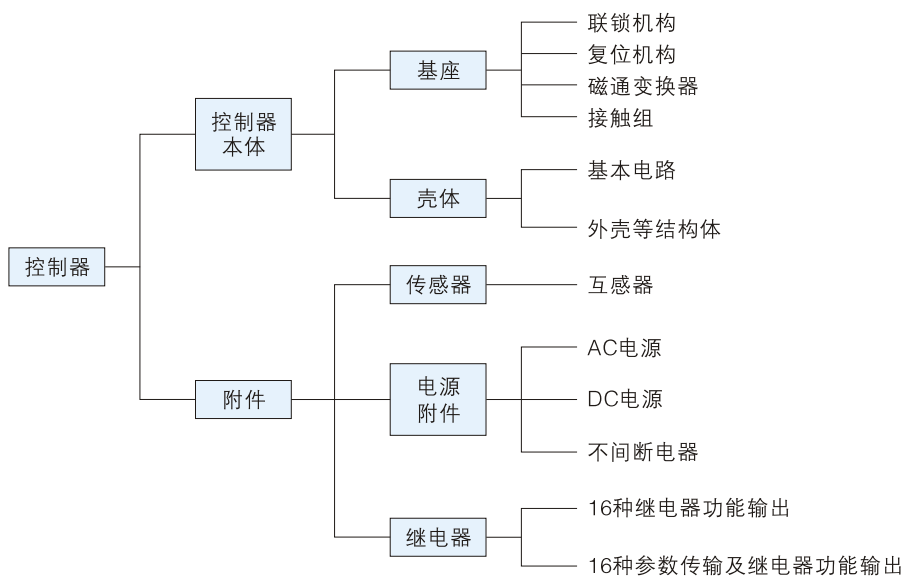 控制器
控制器
本体
基座
联锁机构
复位机构
磁通变换器
接触组
壳体
基本电路
外壳等结构体
附件
传感器
互感器
电源
附件
AC电源
DC电源
不间断电器
继电器
16种继电器功能输出
16种参数传输及继电器功能输出